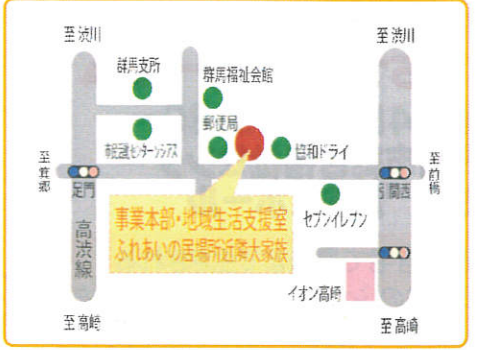 至渋川
至渋川
群馬支所
群馬福祉会館
郵便局
協和ドライ
至箕郷
足門
至前橋
事業本部・地域生活支援室
ふれあいの居場所近隣大家族
セブンイレブン
高渋線
イオン高崎
至高崎
至高崎